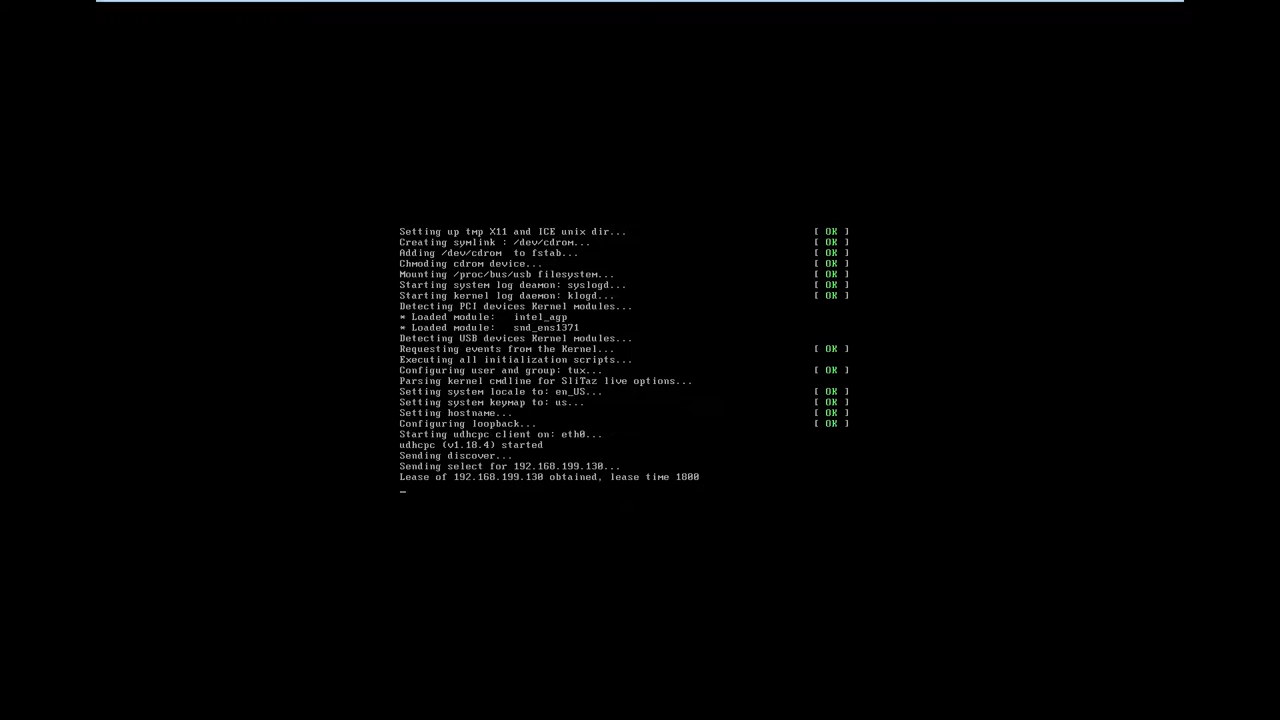 Setting up tmp X11 and ICE unix dir... [ OK ]
Creating symlink : /dev/cdrom... [ OK ]
Adding /dev/cdrom  to fstab... [ OK ]
Chmoding cdrom device... [ OK ]
Mounting /proc/bus/usb filesystem... [ OK ]
Starting system log deamon: syslogd... [ OK ]
Starting kernel log daemon: klogd... [ OK ]
Detecting PCI devices Kernel modules...
* Loaded module:   intel_agp
* Loaded module:   snd_ens1371
Detecting USB devices Kernel modules...
Requesting events from the Kernel... [ OK ]
Executing all initialization scripts...
Configuring user and group: tux... [ OK ]
Parsing kernel cmdline for SliTaz live options...
Setting system locale to: en_US... [ OK ]
Setting system keymap to: us... [ OK ]
Setting hostname... [ OK ]
Configuring loopback... [ OK ]
Starting udhcpc client on: eth0...
udhcpc (v1.18.4) started
Sending discover...
Sending select for 192.168.199.130...
Lease of 192.168.199.130 obtained, lease time 1800
_